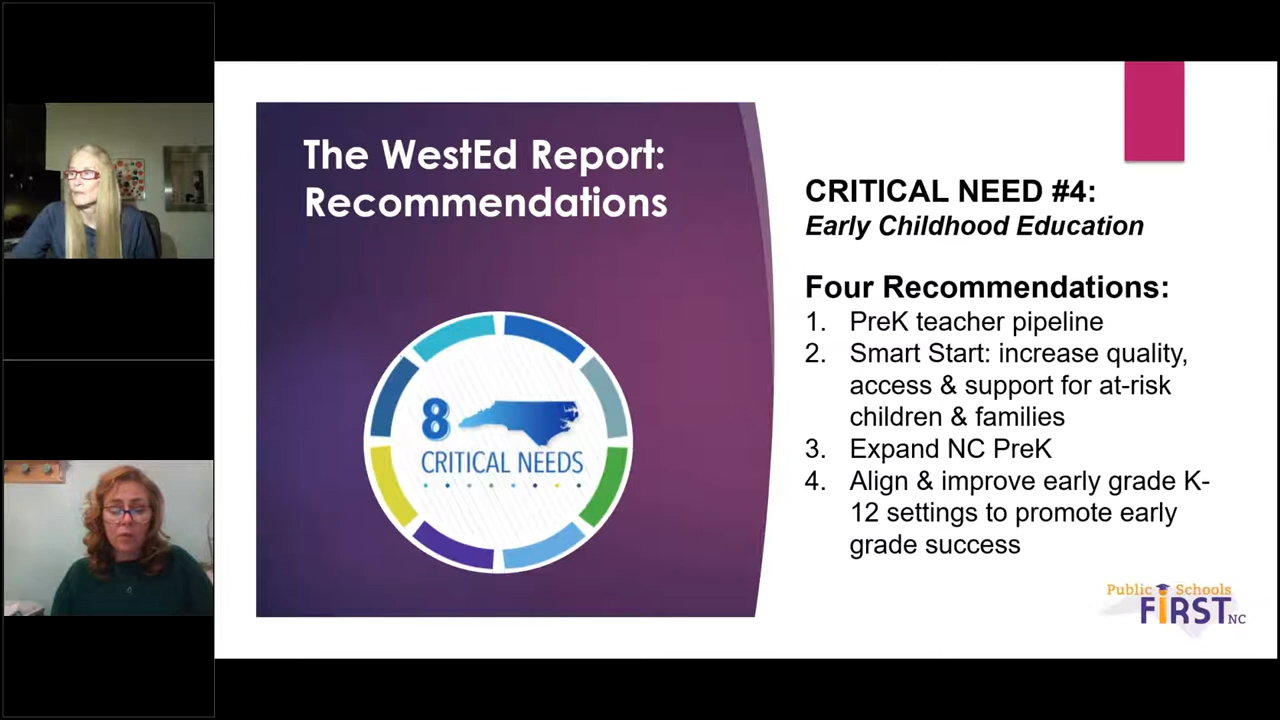 The WestEd Report:
Recommendations
8
CRITICAL NEEDS
CRITICAL NEED #4:
Early Childhood Education
Four Recommendations:
1. PreK teacher pipeline
2. Smart Start: increase quality,
access & support for at-risk
children & families
3. Expand NC PreK
4. Align & improve early grade K-
12 settings to promote early
grade success
Public Schools
FiRST NC